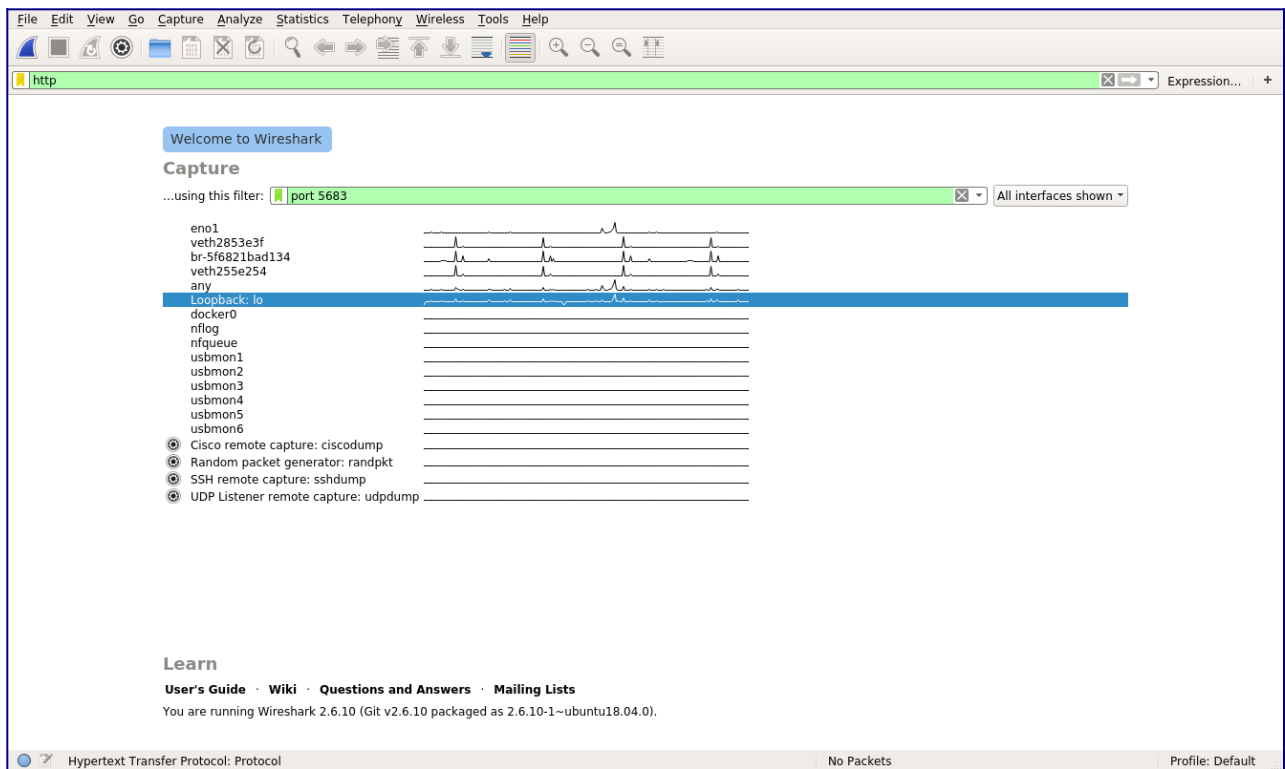 File Edit View Go Capture Analyze Statistics Telephony Wireless Tools Help
http
Expression... +
Welcome to Wireshark
Capture
...using this filter: port 5683 All interfaces shown
eno1
veth2853e3f
br-5f6821bad134
veth255e254
any
Loopback: lo
docker0
nflog
nfqueue
usbmon1
usbmon2
usbmon3
usbmon4
usbmon5
usbmon6
Cisco remote capture: ciscodump
Random packet generator: randpkt
SSH remote capture: sshdump
UDP Listener remote capture: udpdump
Learn
User's Guide · Wiki · Questions and Answers · Mailing Lists
You are running Wireshark 2.6.10 (Git v2.6.10 packaged as 2.6.10-1~ubuntu18.04.0).
Hypertext Transfer Protocol: Protocol No Packets Profile: Default